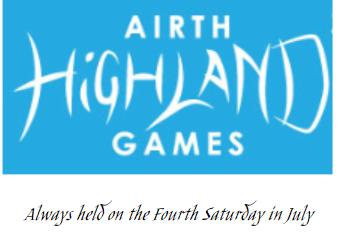 AIRTH
HiGHLAND
GAMES
Always held on the Fourth Saturday in July